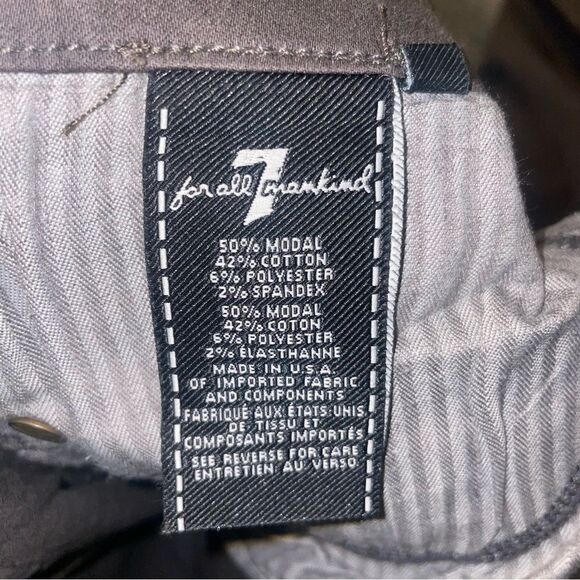 for all 7 mankind
50% MODAL
42% COTTON
6% POLYESTER
2% SPANDEX
50% MODAL
42% COTON
6% POLYESTER
2% ÉLASTHANNE
MADE IN U.S.A.
OF IMPORTED FABRIC
AND COMPONENTS
FABRIQUÉ AUX ÉTATS-UNIS
DE TISSU ET
COMPOSANTS IMPORTÉS
SEE REVERSE FOR CARE
ENTRETIEN AU VERSO